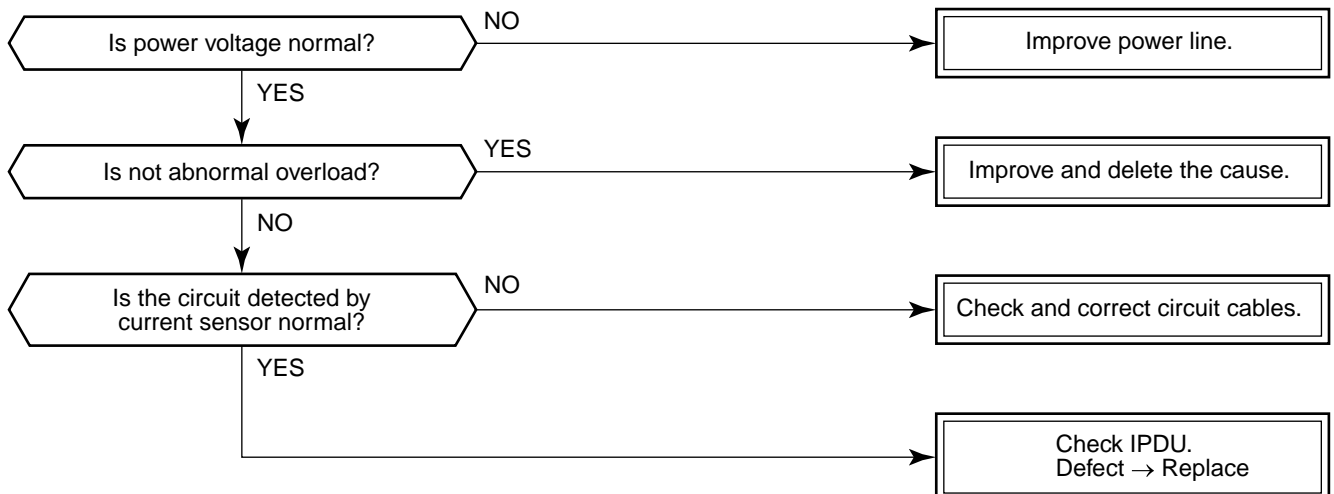 Is power voltage normal?
NO
Improve power line.
YES
Is not abnormal overload?
YES
Improve and delete the cause.
NO
Is the circuit detected by
current sensor normal?
NO
Check and correct circuit cables.
YES
Check IPDU.
Defect → Replace